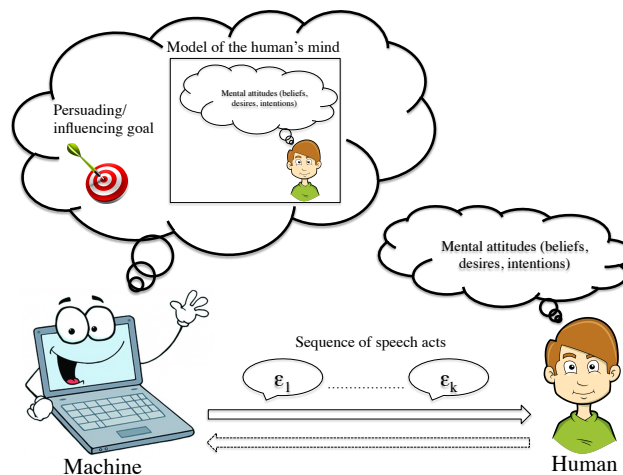 Model of the human's mind
Mental attitudes (beliefs,
desires, intentions)
Persuading/
influencing goal
Mental attitudes (beliefs,
desires, intentions)
Sequence of speech acts
ε1 .................. εk
Machine
Human